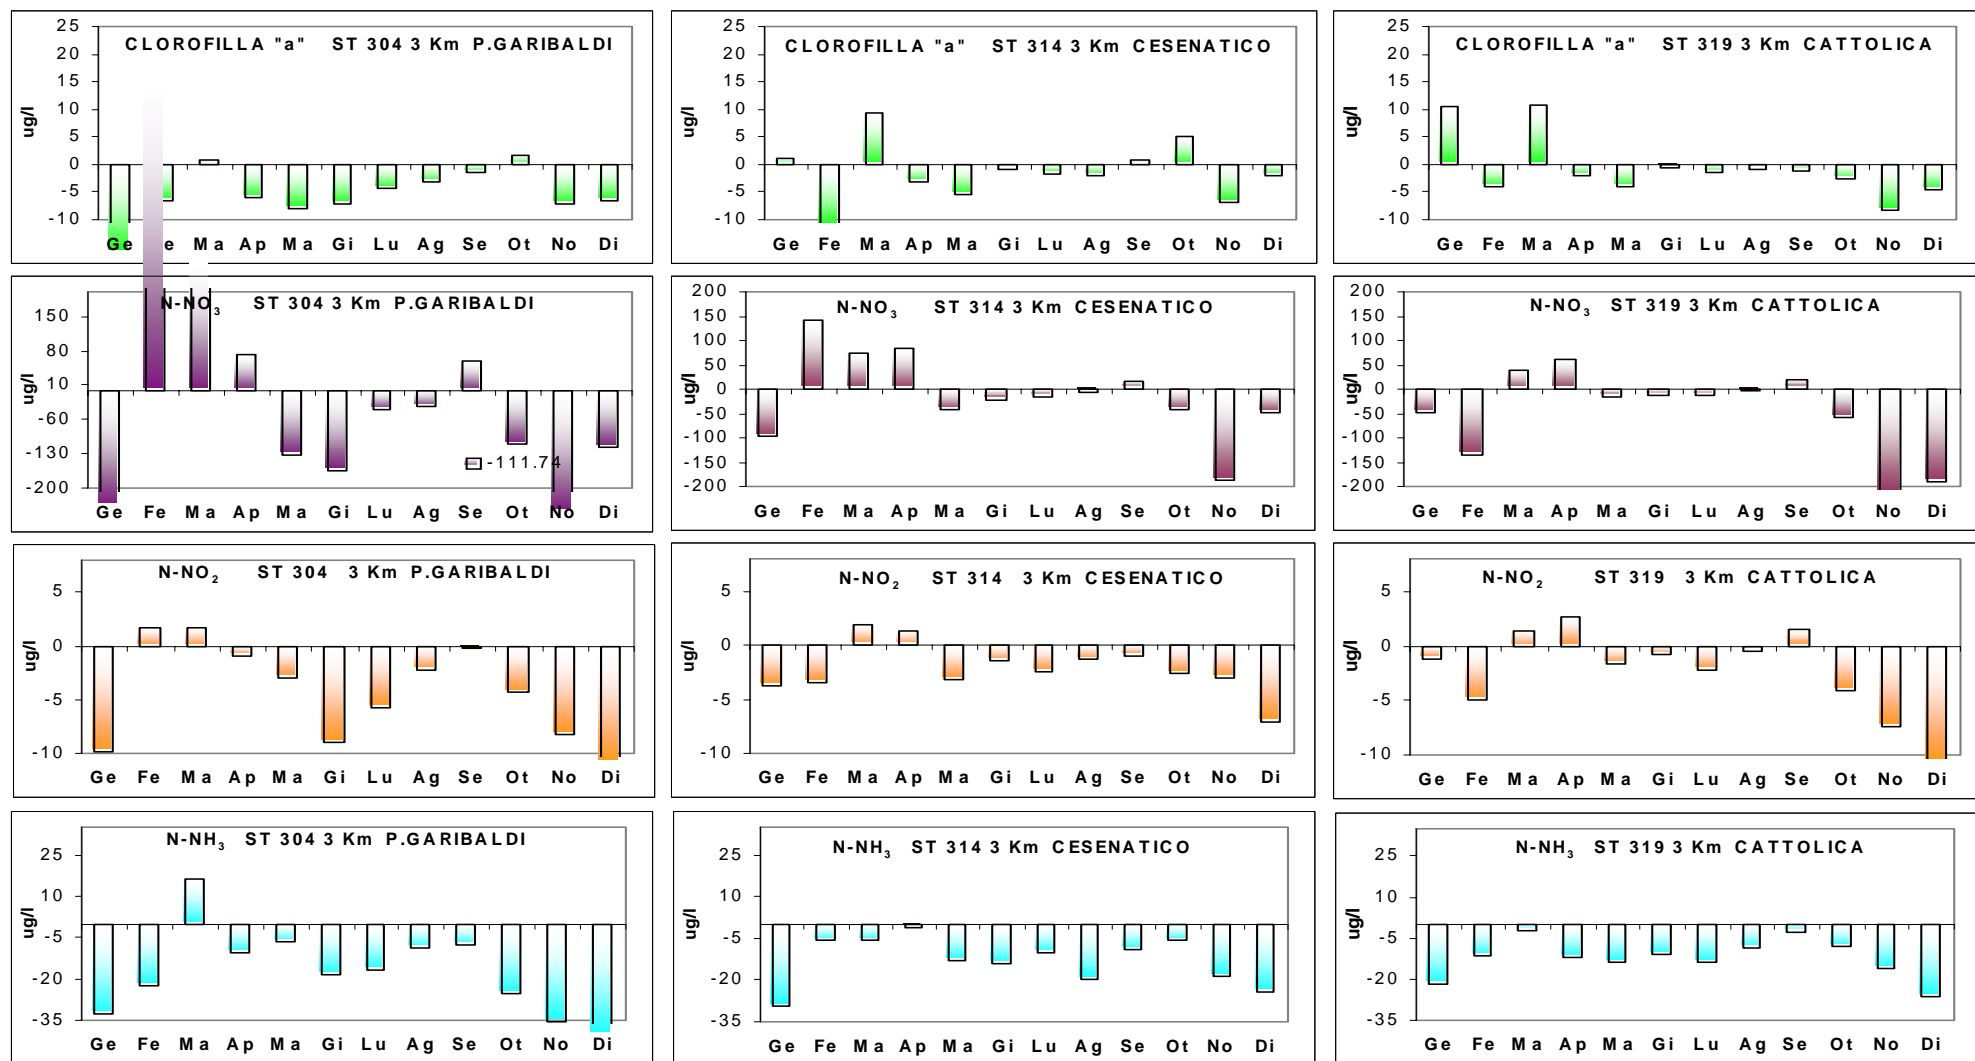 CLOROFILLA "a" ST 304 3 Km P.GARIBALDI
ug/l
25
20
15
10
5
0
-5
-10
Ge Fe Ma Ap Ma Gi Lu Ag Se Ot No Di
CLOROFILLA "a" ST 314 3 Km CESENATICO
ug/l
25
20
15
10
5
0
-5
-10
Ge Fe Ma Ap Ma Gi Lu Ag Se Ot No Di
CLOROFILLA "a" ST 319 3 Km CATTOLICA
ug/l
25
20
15
10
5
0
-5
-10
Ge Fe Ma Ap Ma Gi Lu Ag Se Ot No Di
N-NO3 ST 304 3 Km P.GARIBALDI
ug/l
150
80
10
-60
-130
-200
-111.74
Ge Fe Ma Ap Ma Gi Lu Ag Se Ot No Di
N-NO3 ST 314 3 Km CESENATICO
ug/l
200
150
100
50
0
-50
-100
-150
-200
Ge Fe Ma Ap Ma Gi Lu Ag Se Ot No Di
N-NO3 ST 319 3 Km CATTOLICA
ug/l
200
150
100
50
0
-50
-100
-150
-200
Ge Fe Ma Ap Ma Gi Lu Ag Se Ot No Di
N-NO2 ST 304 3 Km P.GARIBALDI
ug/l
5
0
-5
-10
Ge Fe Ma Ap Ma Gi Lu Ag Se Ot No Di
N-NO2 ST 314 3 Km CESENATICO
ug/l
5
0
-5
-10
Ge Fe Ma Ap Ma Gi Lu Ag Se Ot No Di
N-NO2 ST 319 3 Km CATTOLICA
ug/l
5
0
-5
-10
Ge Fe Ma Ap Ma Gi Lu Ag Se Ot No Di
N-NH3 ST 304 3 Km P.GARIBALDI
ug/l
25
10
-5
-20
-35
Ge Fe Ma Ap Ma Gi Lu Ag Se Ot No Di
N-NH3 ST 314 3 Km CESENATICO
ug/l
25
10
-5
-20
-35
Ge Fe Ma Ap Ma Gi Lu Ag Se Ot No Di
N-NH3 ST 319 3 Km CATTOLICA
ug/l
25
10
-5
-20
-35
Ge Fe Ma Ap Ma Gi Lu Ag Se Ot No Di